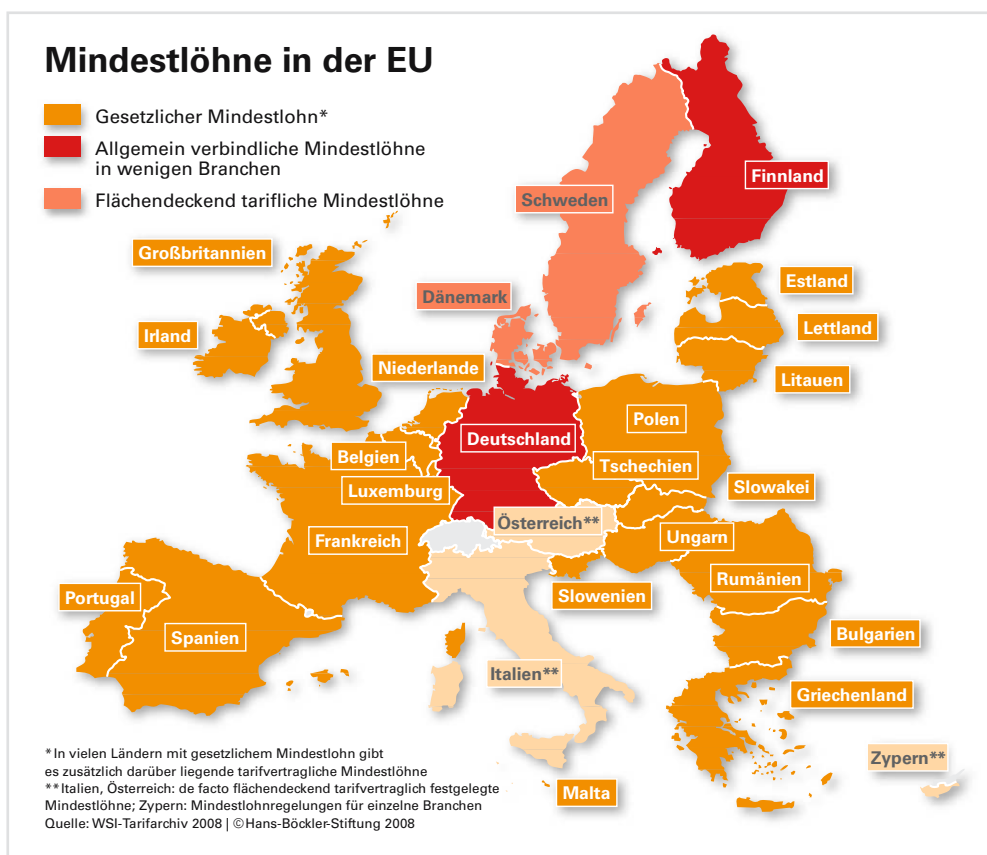 Mindestlöhne in der EU
Gesetzlicher Mindestlohn*
Allgemein verbindliche Mindestlöhne
in wenigen Branchen
Flächendeckend tarifliche Mindestlöhne
Finnland
Schweden
Großbritannien
Estland
Dänemark
Lettland
Irland
Niederlande
Litauen
Polen
Deutschland
Belgien
Tschechien
Luxemburg
Slowakei
Österreich**
Frankreich
Ungarn
Rumänien
Slowenien
Portugal
Spanien
Bulgarien
Italien**
Griechenland
Zypern**
Malta
*In vielen Ländern mit gesetzlichem Mindestlohn gibt
es zusätzlich darüber liegende tarifvertragliche Mindestlöhne
**Italien, Österreich: de facto flächendeckend tarifvertraglich festgelegte
Mindestlöhne; Zypern: Mindestlohnregelungen für einzelne Branchen
Quelle: WSI-Tarifarchiv 2008 | ©Hans-Böckler-Stiftung 2008